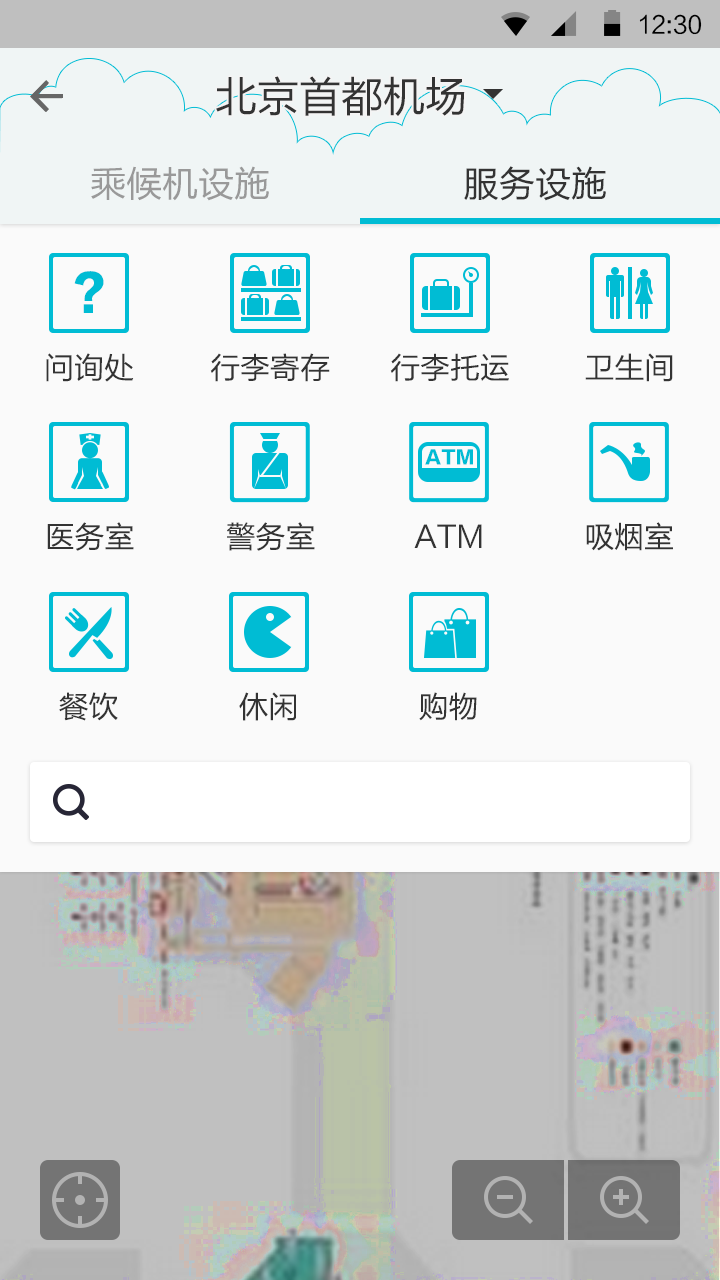 12:30
北京首都机场
乘候机设施 服务设施
?
问询处 行李寄存 行李托运 卫生间
ATM
医务室 警务室 ATM 吸烟室
餐饮 休闲 购物